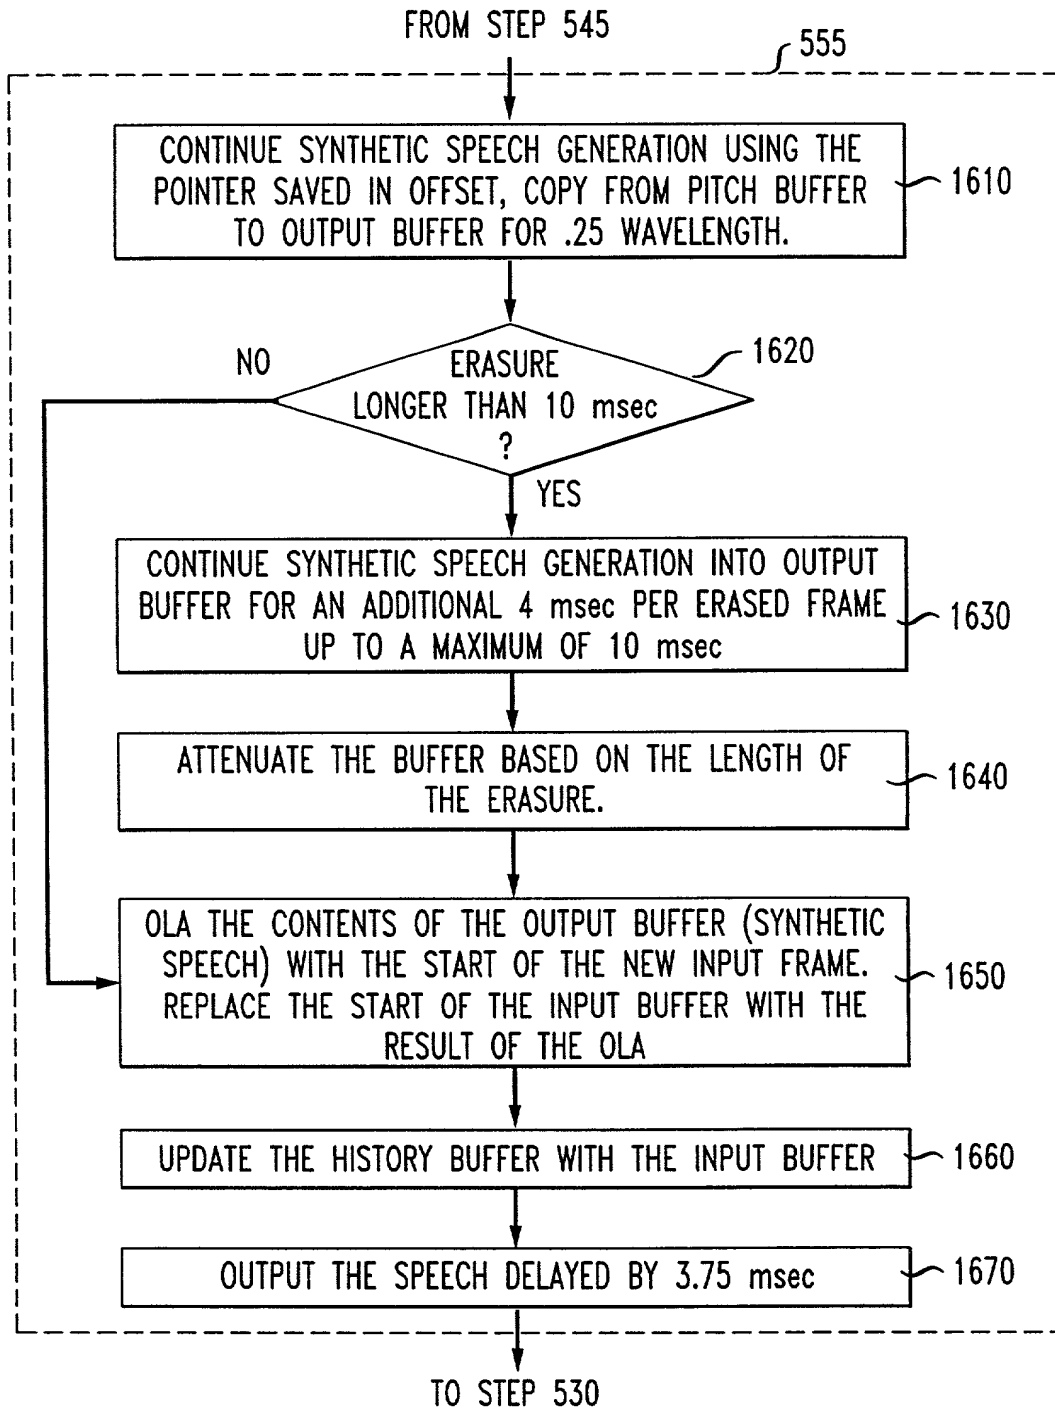 FROM STEP 545
555
CONTINUE SYNTHETIC SPEECH GENERATION USING THE
POINTER SAVED IN OFFSET, COPY FROM PITCH BUFFER
TO OUTPUT BUFFER FOR .25 WAVELENGTH.
1610
NO
ERASURE
LONGER THAN 10 msec
?
1620
YES
CONTINUE SYNTHETIC SPEECH GENERATION INTO OUTPUT
BUFFER FOR AN ADDITIONAL 4 msec PER ERASED FRAME
UP TO A MAXIMUM OF 10 msec
1630
ATTENUATE THE BUFFER BASED ON THE LENGTH OF
THE ERASURE.
1640
OLA THE CONTENTS OF THE OUTPUT BUFFER (SYNTHETIC
SPEECH) WITH THE START OF THE NEW INPUT FRAME.
REPLACE THE START OF THE INPUT BUFFER WITH THE
RESULT OF THE OLA
1650
UPDATE THE HISTORY BUFFER WITH THE INPUT BUFFER
1660
OUTPUT THE SPEECH DELAYED BY 3.75 msec
1670
TO STEP 530